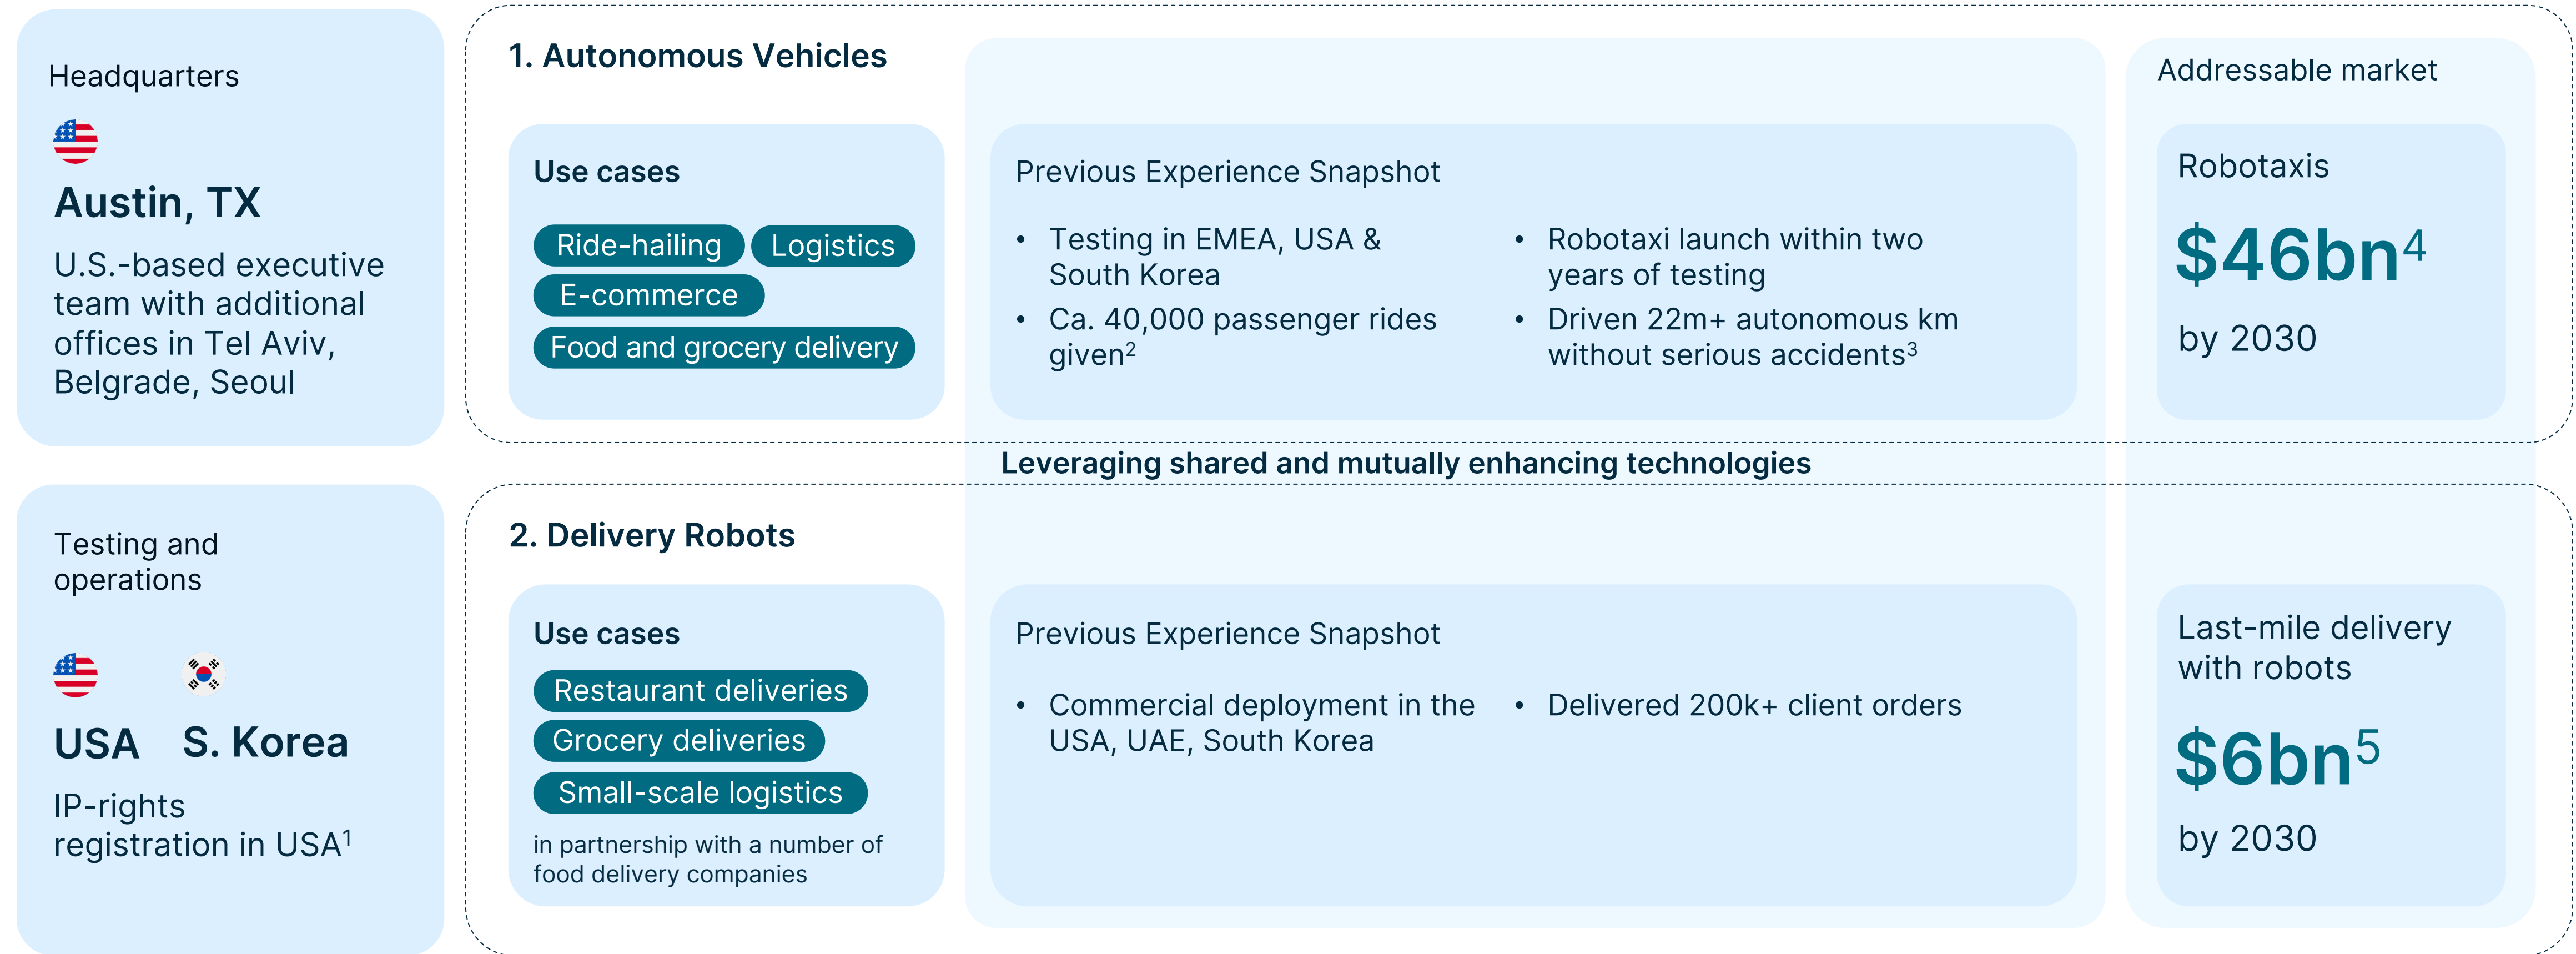 Headquarters
Austin, TX
U.S.-based executive
team with additional
offices in Tel Aviv,
Belgrade, Seoul
Testing and
operations
USA
S. Korea
IP-rights
registration in USA¹
1. Autonomous Vehicles
Use cases
Ride-hailing
Logistics
E-commerce
Food and grocery delivery
Previous Experience Snapshot
• Testing in EMEA, USA &
South Korea
• Ca. 40,000 passenger rides
given²
• Robotaxi launch within two
years of testing
• Driven 22m+ autonomous km
without serious accidents³
Addressable market
Robotaxis
$46bn⁴
by 2030
Leveraging shared and mutually enhancing technologies
2. Delivery Robots
Use cases
Restaurant deliveries
Grocery deliveries
Small-scale logistics
in partnership with a number of
food delivery companies
Previous Experience Snapshot
• Commercial deployment in the
USA, UAE, South Korea
• Delivered 200k+ client orders
Last-mile delivery
with robots
$6bn⁵
by 2030